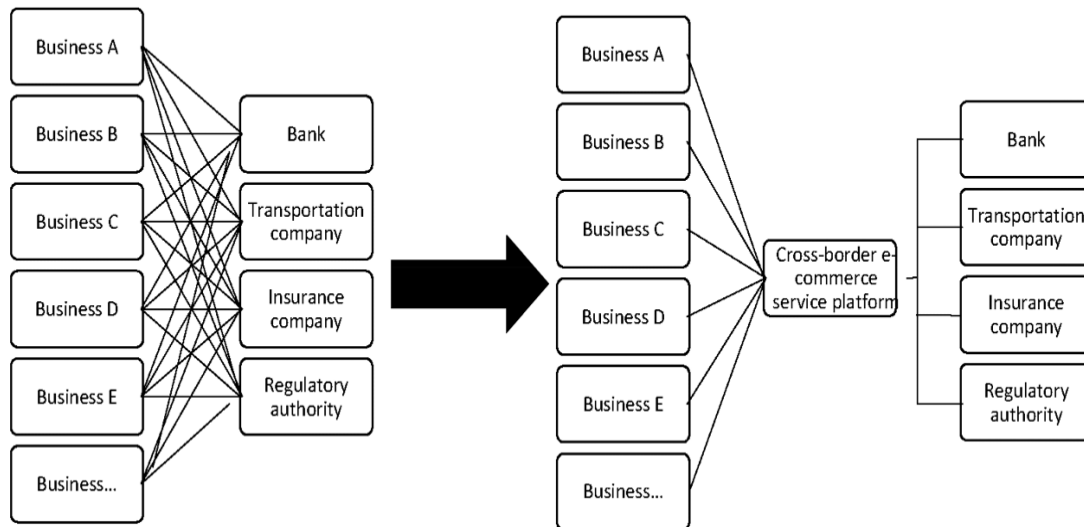 Business A
Business B
Business C
Business D
Business E
Business...
Bank
Transportation
company
Insurance
company
Regulatory
authority
Business A
Business B
Business C
Business D
Business E
Business...
Cross-border e-
commerce
service platform
Bank
Transportation
company
Insurance
company
Regulatory
authority